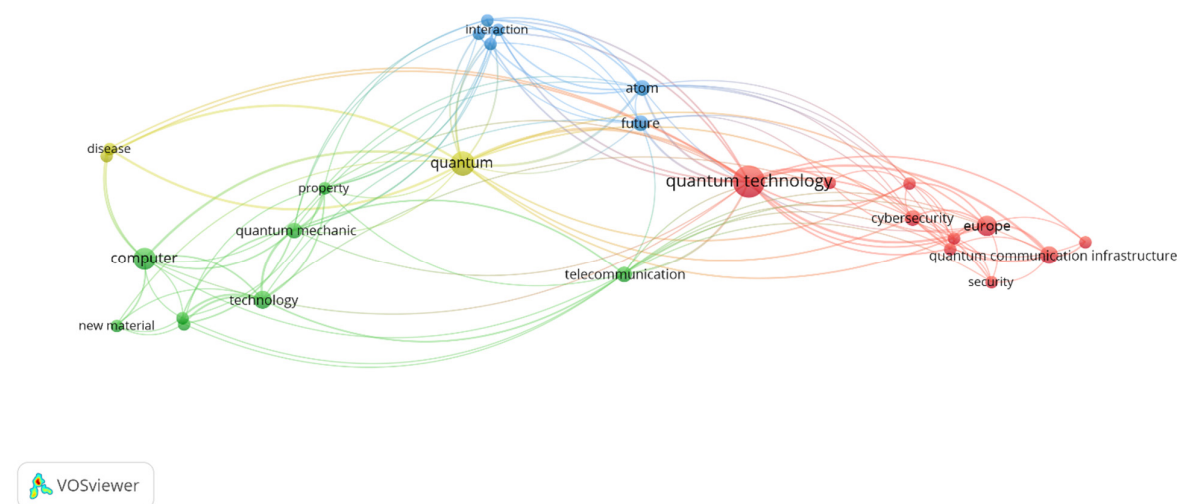 interaction
atom
future
disease
quantum
quantum technology
property
cybersecurity
europe
quantum mechanic
computer
quantum communication infrastructure
telecommunication
security
technology
new material
VOSviewer